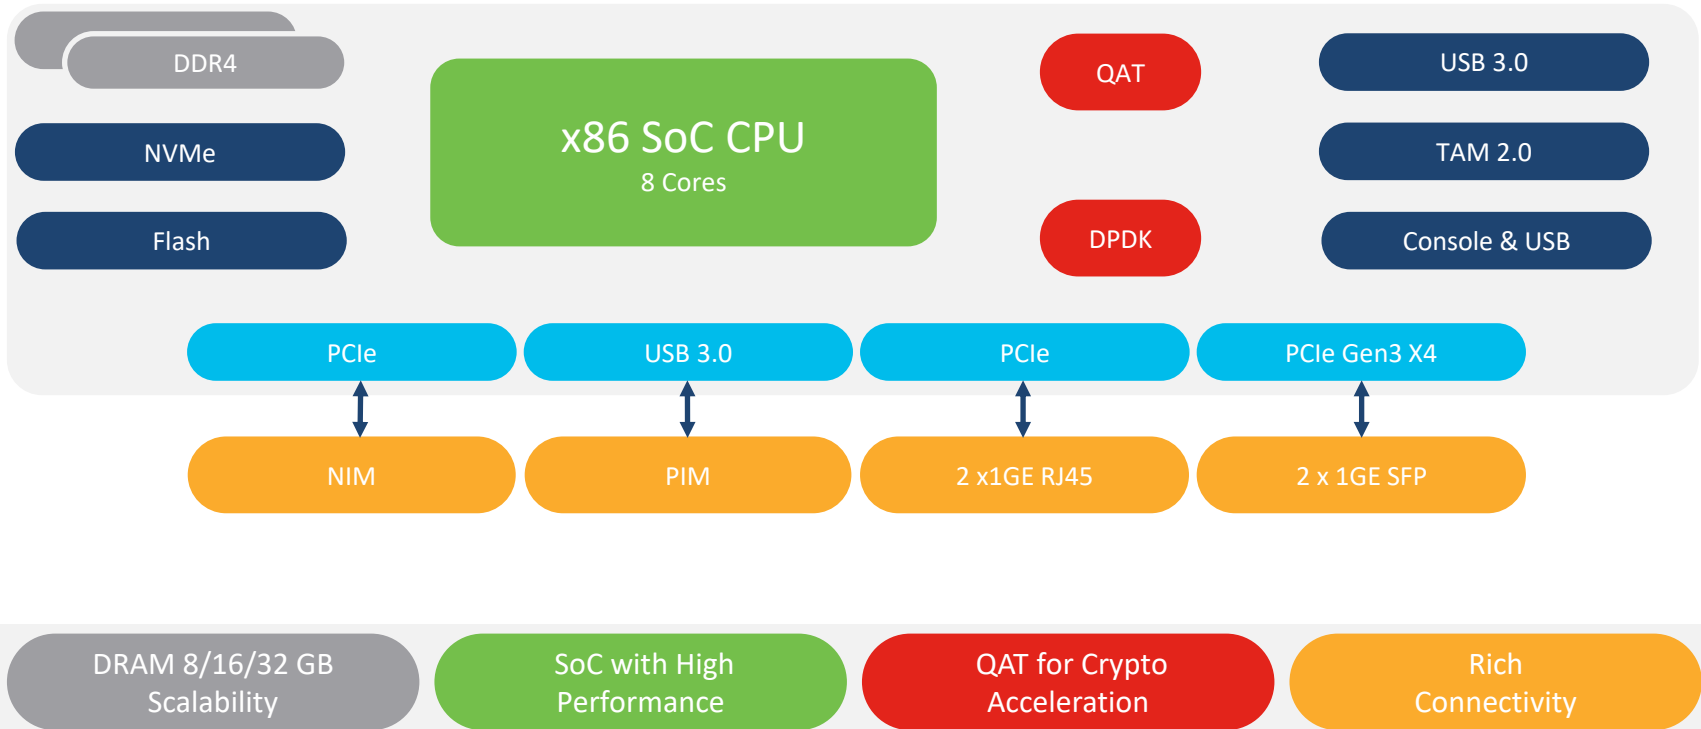 DDR4
NVMe
Flash
x86 SoC CPU
8 Cores
QAT
DPDK
USB 3.0
TAM 2.0
Console & USB
PCIe
USB 3.0
PCIe
PCIe Gen3 X4
NIM
PIM
2 x1GE RJ45
2 x 1GE SFP
DRAM 8/16/32 GB
Scalability
SoC with High
Performance
QAT for Crypto
Acceleration
Rich
Connectivity